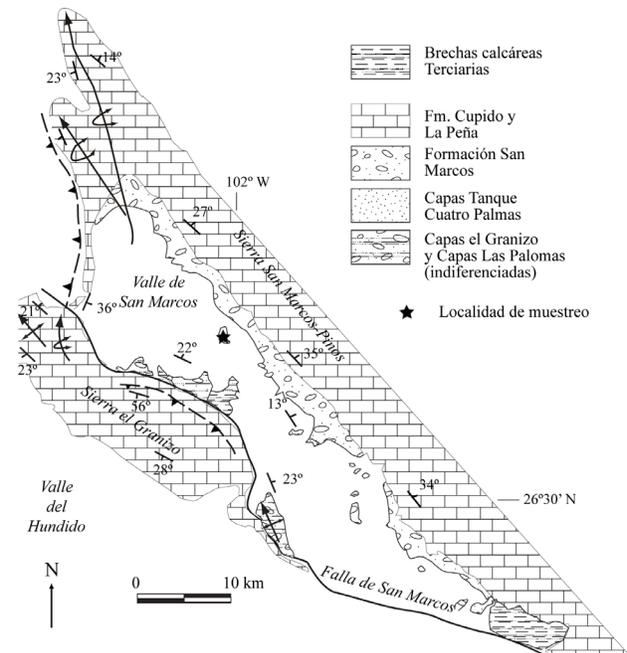 14º
23º
Brechas calcáreas
Terciarias
Fm. Cupido y
La Peña
Formación San
Marcos
Capas Tanque
Cuatro Palmas
Capas el Granizo
y Capas Las Palomas
(indiferenciadas)
Localidad de muestreo
102º W
27º
Sierra San Marcos-Pinos
Valle de
San Marcos
36º
21º
23º
22º
35º
Sierra el Granizo
56º
13º
28º
23º
34º
26º30' N
Valle
del
Hundido
N
0
10 km
Falla de San Marcos